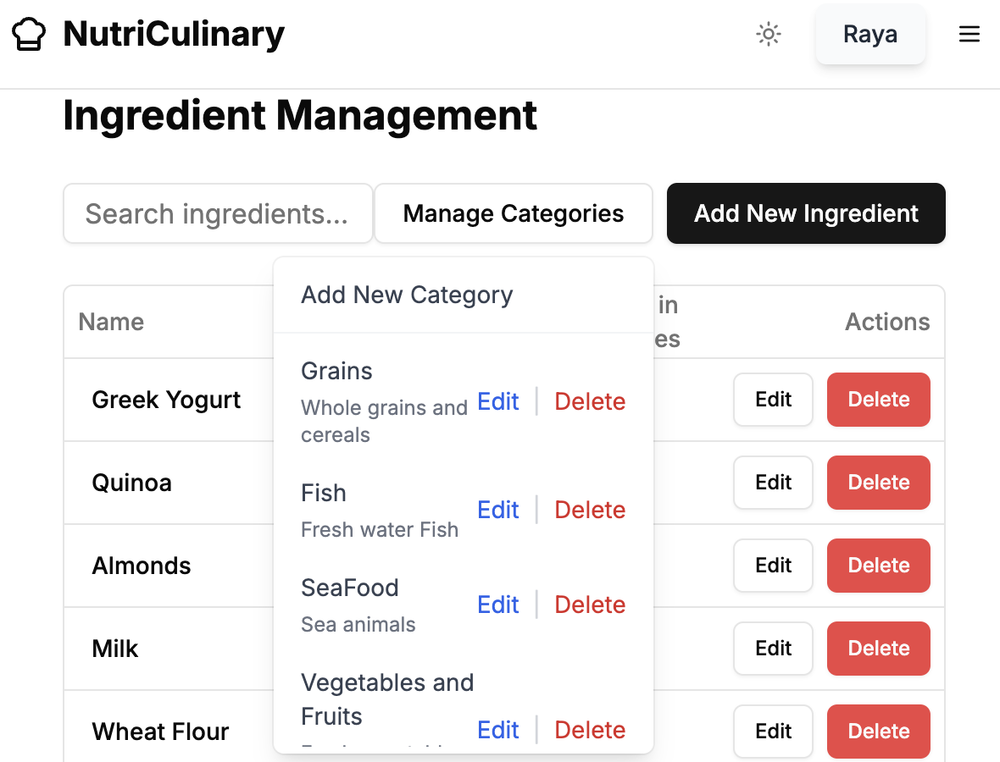 NutriCulinary
Raya
Ingredient Management
Search ingredients...
Manage Categories
Add New Ingredient
Add New Category
Grains
Whole grains and
cereals
Edit
Delete
Fish
Fresh water Fish
Edit
Delete
SeaFood
Sea animals
Edit
Delete
Vegetables and
Fruits
Edit
Delete
Name
in
es
Actions
Greek Yogurt
Edit
Delete
Quinoa
Edit
Delete
Almonds
Edit
Delete
Milk
Edit
Delete
Wheat Flour
Edit
Delete